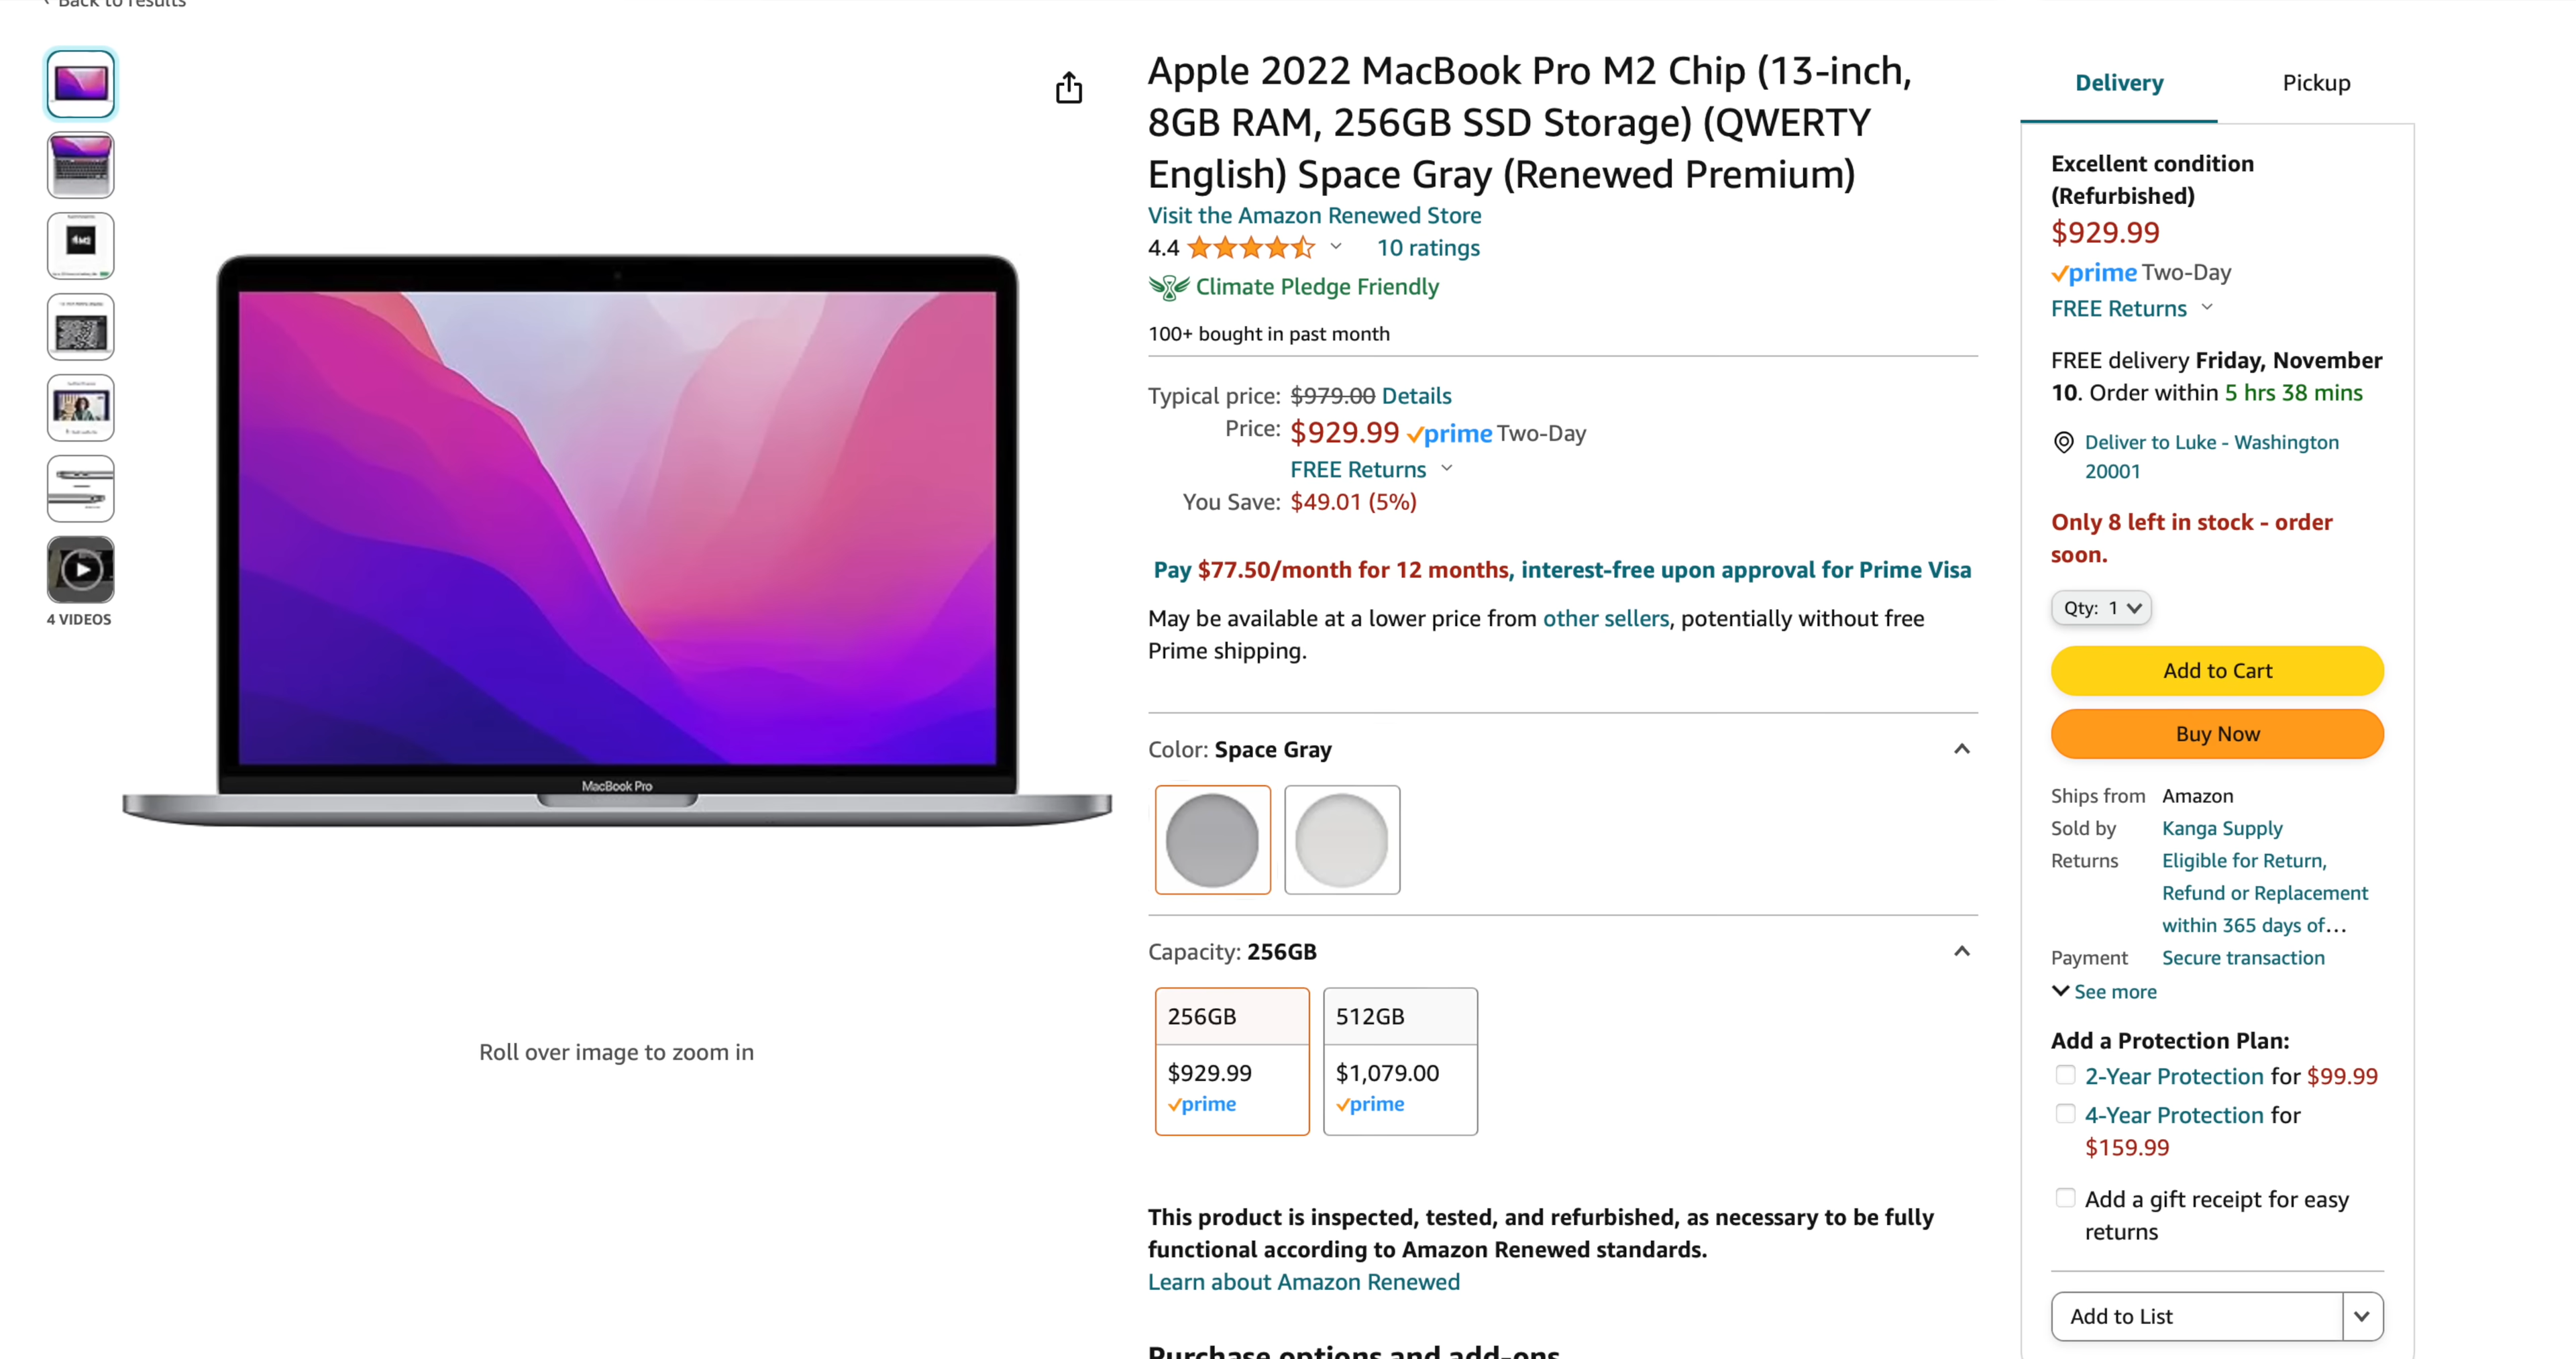 Back to results
4 VIDEOS
MacBook Pro
Roll over image to zoom in
Apple 2022 MacBook Pro M2 Chip (13-inch,
8GB RAM, 256GB SSD Storage) (QWERTY
English) Space Gray (Renewed Premium)
Visit the Amazon Renewed Store
4.4 10 ratings
Climate Pledge Friendly
100+ bought in past month
Typical price: $979.00 Details
Price: $929.99 prime Two-Day
FREE Returns
You Save: $49.01 (5%)
Pay $77.50/month for 12 months, interest-free upon approval for Prime Visa
May be available at a lower price from other sellers, potentially without free
Prime shipping.
Color: Space Gray
Capacity: 256GB
256GB 512GB
$929.99 $1,079.00
prime prime
This product is inspected, tested, and refurbished, as necessary to be fully
functional according to Amazon Renewed standards.
Learn about Amazon Renewed
Purchase options and add-ons
Delivery Pickup
Excellent condition
(Refurbished)
$929.99
prime Two-Day
FREE Returns
FREE delivery Friday, November
10. Order within 5 hrs 38 mins
Deliver to Luke - Washington
20001
Only 8 left in stock - order
soon.
Qty: 1
Add to Cart
Buy Now
Ships from Amazon
Sold by Kanga Supply
Returns Eligible for Return,
Refund or Replacement
within 365 days of...
Payment Secure transaction
See more
Add a Protection Plan:
2-Year Protection for $99.99
4-Year Protection for
$159.99
Add a gift receipt for easy
returns
Add to List